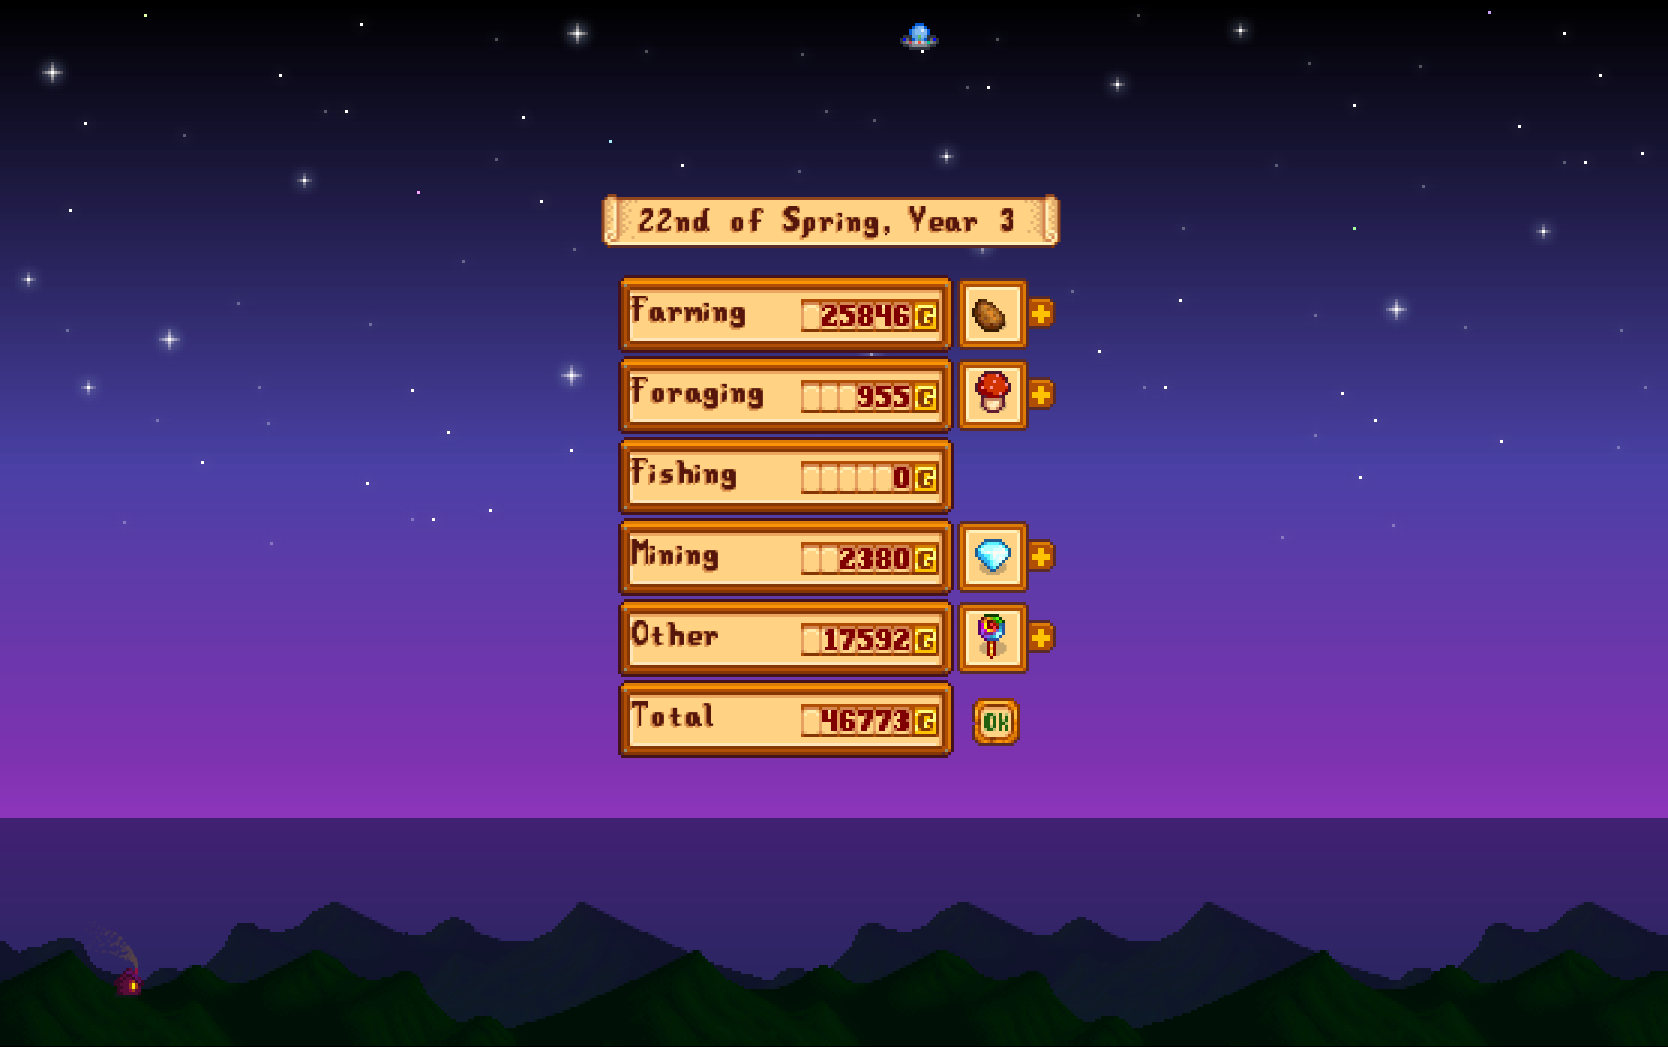 22nd of Spring, Year 3
Farming 25846G
Foraging 955G
Fishing 0G
Mining 2380G
Other 17592G
Total 46773G
OK